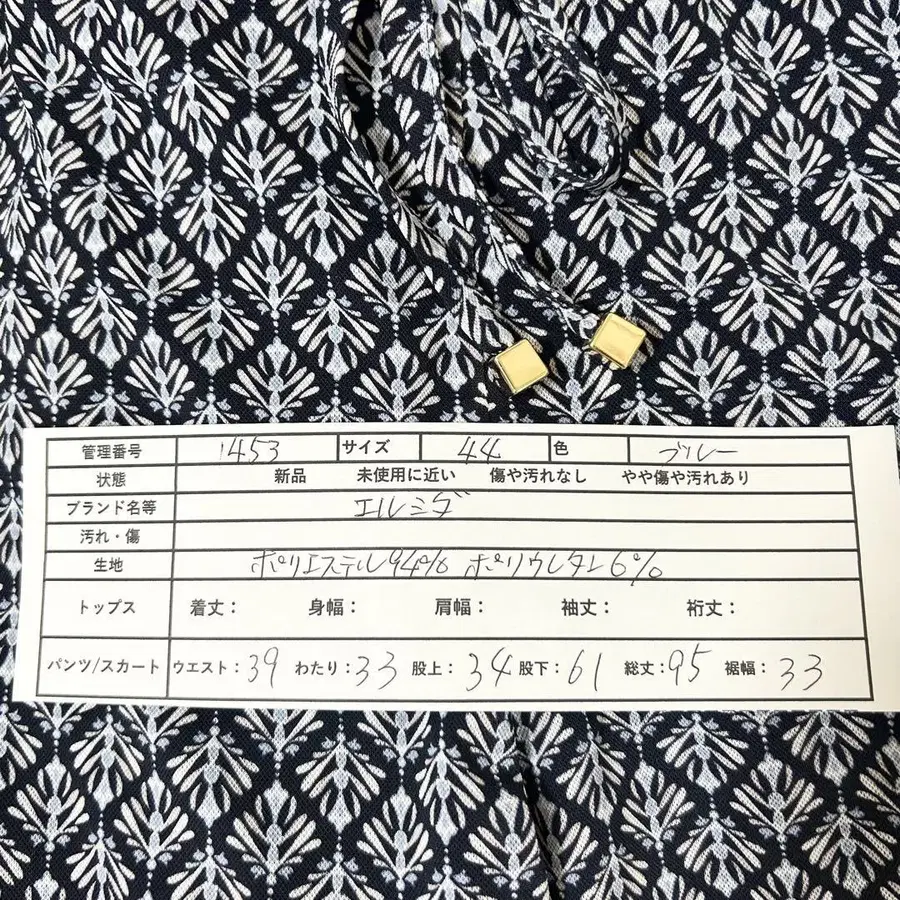 管理番号 1453 サイズ 44 色 ブルー
状態 新品 未使用に近い 傷や汚れなし やや傷や汚れあり
ブランド名等 エルミダ
汚れ・傷
生地 ポリエステル94% ポリウレタン6%
トップス 着丈： 身幅： 肩幅： 袖丈： 裄丈：
パンツ/スカート ウエスト：39 わたり：33 股上：34 股下：61 総丈：95 裾幅：33